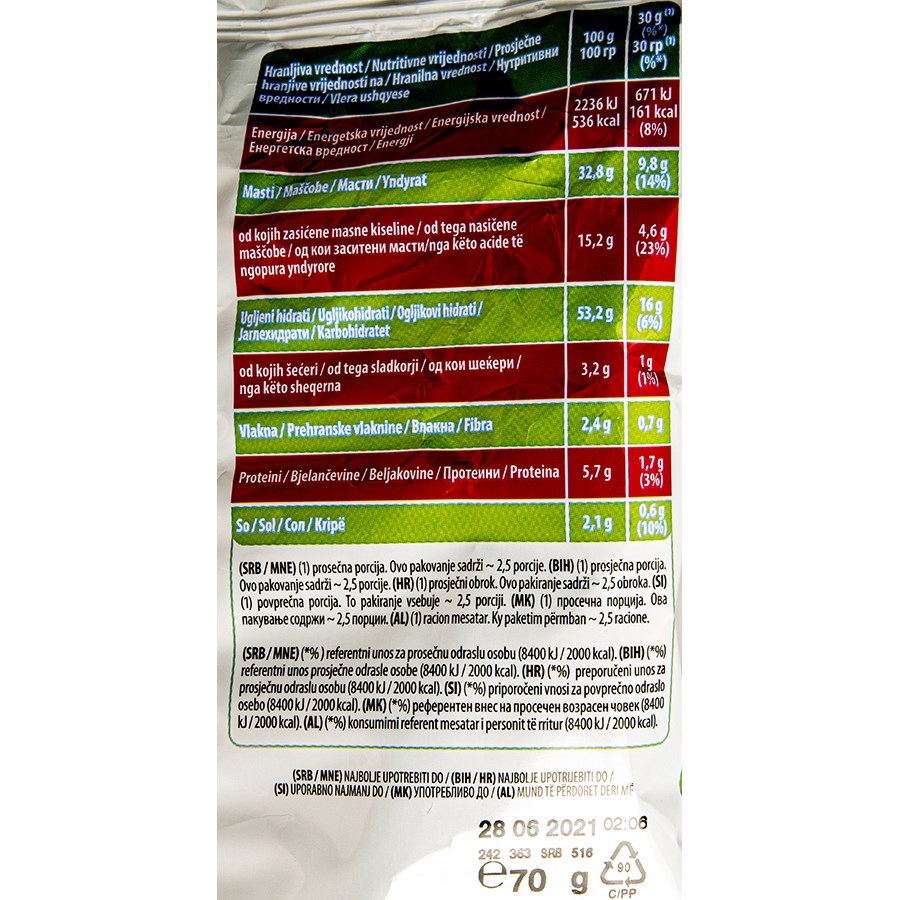 Hranljiva vrednost / Nutritivne vrijednosti / Prosječne
hranjive vrijednosti na / Hranilna vrednost / Нутритивни
вредности / Vlera ushqyese
100 g
100 гр
30 g (1)
(%*)
30 гр (1)
(%*)
Energija / Energetska vrijednost / Energijska vrednost /
Енергетска вредност / Energji
2236 kJ
536 kcal
671 kJ
161 kcal
(8%)
Masti / Maščobe / Масти / Yndyrat
32,8 g
9,8 g
(14%)
od kojih zasićene masne kiseline / od tega nasičene
maščobe / од кои заситени масти/nga këto acide të
ngopura yndyrore
15,2 g
4,6 g
(23%)
Ugljeni hidrati / Ugljikohidrati / Ogljikovi hidrati /
Јаглехидрати / Karbohidratet
53,2 g
16 g
(6%)
od kojih šećeri / od tega sladkorji / од кои шеќери /
nga këto sheqerna
3,2 g
1 g
(1%)
Vlakna / Prehranske vlaknine / Влакна / Fibra
2,4 g
0,7 g
Proteini / Bjelančevine / Beljakovine / Протеини / Proteina
5,7 g
1,7 g
(3%)
So / Sol / Сол / Kripë
2,1 g
0,6 g
(10%)
(SRB / MNE) (1) prosečna porcija. Ovo pakovanje sadrži ~ 2,5 porcije. (BIH) (1) prosječna porcija.
Ovo pakovanje sadrži ~ 2,5 porcije. (HR) (1) prosječni obrok. Ovo pakiranje sadrži ~ 2,5 obroka. (SI)
(1) povprečna porcija. To pakiranje vsebuje ~ 2,5 porciji. (MK) (1) просечна порција. Ова
пакување содржи ~ 2,5 порции. (AL) (1) racion mesatar. Ky paketim përmban ~ 2,5 racione.
(SRB / MNE) (*% ) referentni unos za prosečnu odraslu osobu (8400 kJ / 2000 kcal). (BIH) (*%)
referentni unos prosječne odrasle osobe (8400 kJ / 2000 kcal). (HR) (*%) preporučeni unos za
prosječnu odraslu osobu (8400 kJ / 2000 kcal). (SI) (*%) priporočeni vnosi za povprečno odraslo
osebo (8400 kJ / 2000 kcal). (MK) (*%) референтен внес на просечен возрасен човек (8400
kJ / 2000 kcal). (AL) (*%) konsumimi referent mesatar i personit të rritur (8400 kJ / 2000 kcal).
(SRB / MNE) NAJBOLJE UPOTREBITI DO / (BIH / HR) NAJBOLJE UPOTRIJEBITI DO /
(SI) UPORABNO NAJMANJ DO / (MK) УПОТРЕБЛИВО ДО / (AL) MUND TË PËRDORET DERI MË
28 06 2021 02:06
242 363 SRB 516
℮70 g
90
C/PP